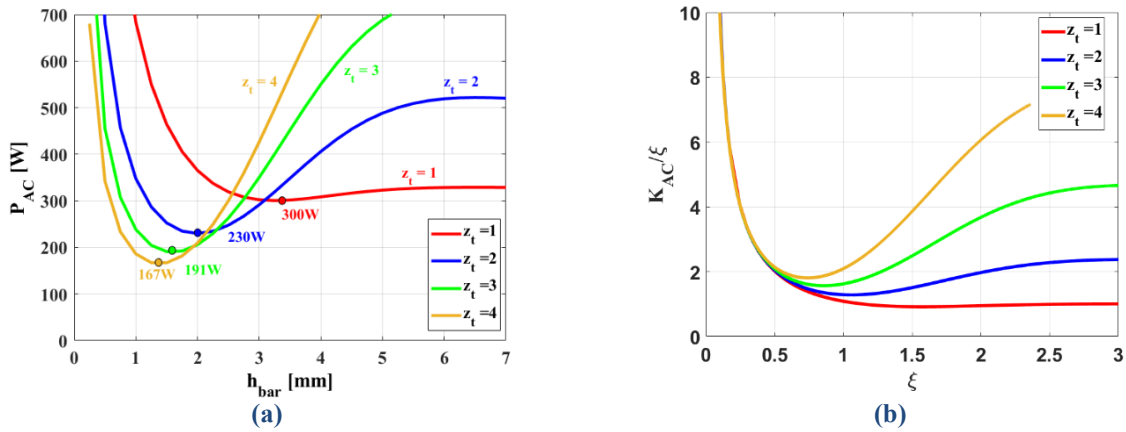 700
600
500
400
300
200
100
0
P_AC [W]
z_t = 4
z_t = 3
z_t = 2
z_t = 1
300W
230W
191W
167W
z_t =1
z_t =2
z_t =3
z_t =4
0 1 2 3 4 5 6 7
h_bar [mm]
(a)
10
8
6
4
2
0
K_AC/ξ
z_t =1
z_t =2
z_t =3
z_t =4
0 0.5 1 1.5 2 2.5 3
ξ
(b)